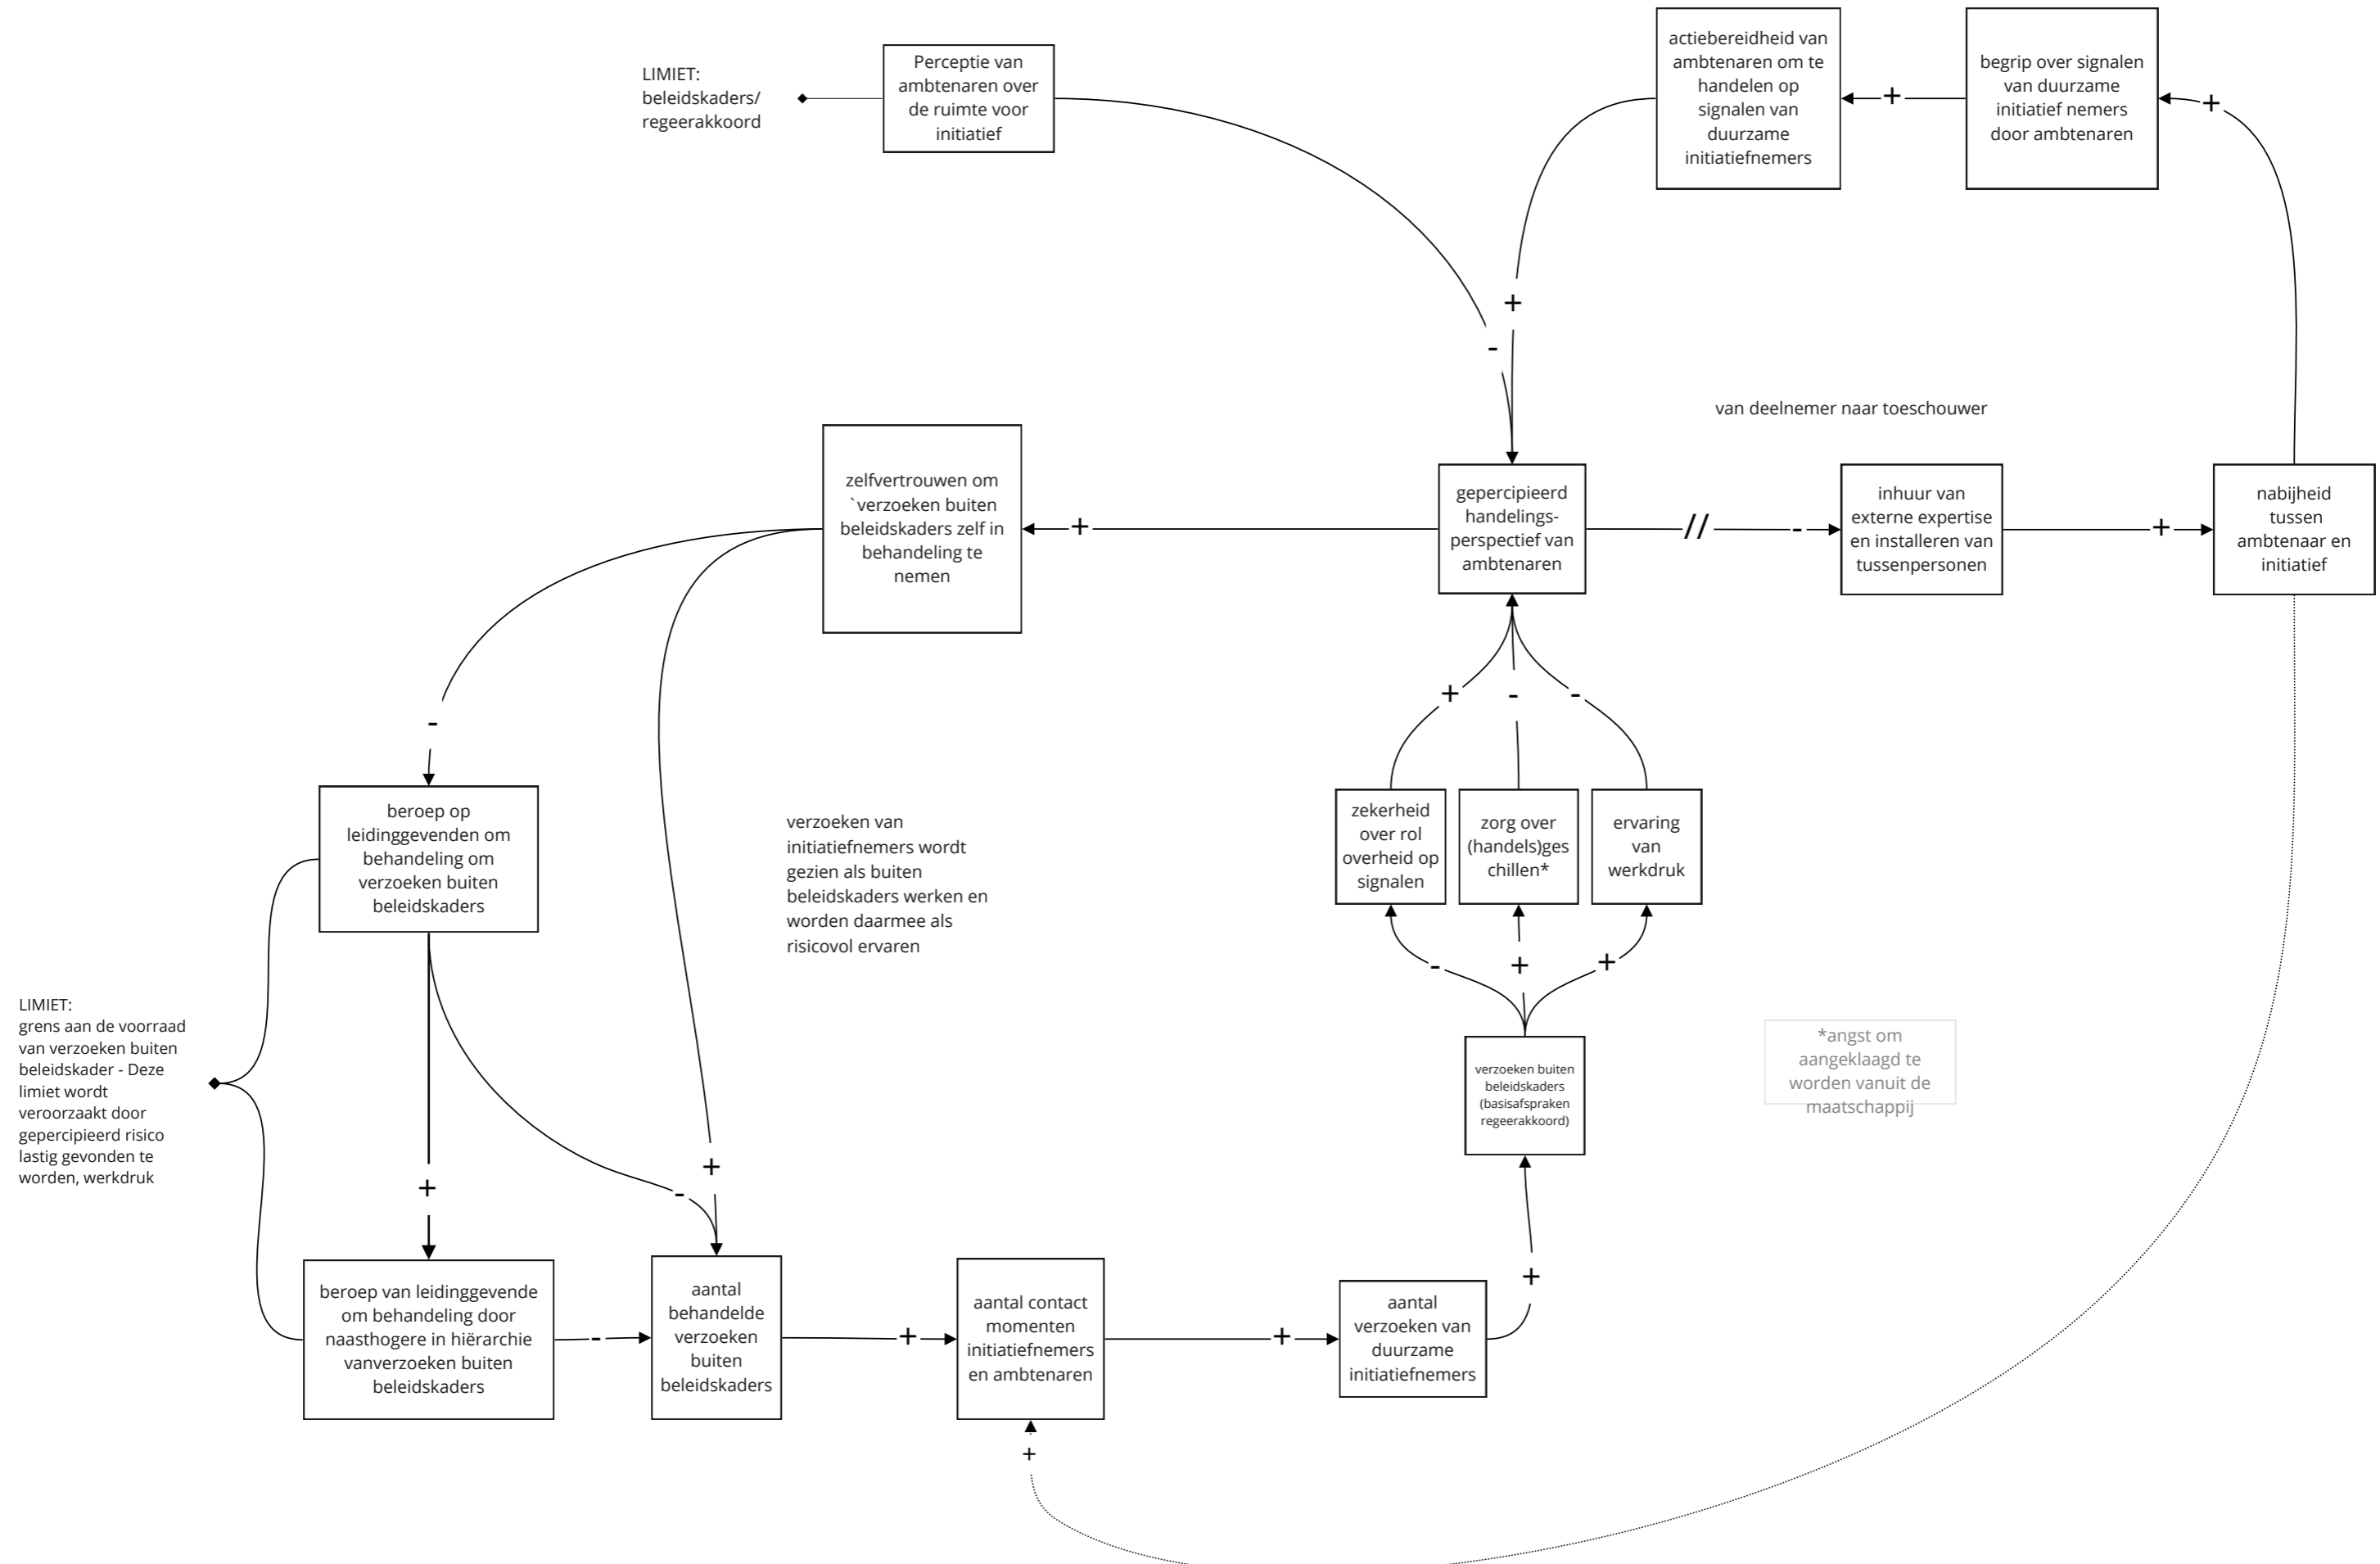 LIMIET:
beleidskaders/
regeerakkoord
Perceptie van
ambtenaren over
de ruimte voor
initiatief
actiebereidheid van
ambtenaren om te
handelen op
signalen van
duurzame
initiatiefnemers
+
begrip over signalen
van duurzame
initiatief nemers
door ambtenaren
+
+
-
van deelnemer naar toeschouwer
zelfvertrouwen om
`verzoeken buiten
beleidskaders zelf in
behandeling te
nemen
+
gepercipieerd
handelings-
perspectief van
ambtenaren
//
-
inhuur van
externe expertise
en installeren van
tussenpersonen
+
nabijheid
tussen
ambtenaar en
initiatief
-
+
-
-
beroep op
leidinggevenden om
behandeling om
verzoeken buiten
beleidskaders
verzoeken van
initiatiefnemers wordt
gezien als buiten
beleidskaders werken en
worden daarmee als
risicovol ervaren
zekerheid
over rol
overheid op
signalen
zorg over
(handels)ges
chillen*
ervaring
van
werkdruk
-
+
+
LIMIET:
grens aan de voorraad
van verzoeken buiten
beleidskader - Deze
limiet wordt
veroorzaakt door
gepercipieerd risico
lastig gevonden te
worden, werkdruk
verzoeken buiten
beleidskaders
(basisafspraken
regeerakkoord)
*angst om
aangeklaagd te
worden vanuit de
maatschappij
+
+
-
+
beroep van leidinggevende
om behandeling door
naasthogere in hiërarchie
vanverzoeken buiten
beleidskaders
-
aantal
behandelde
verzoeken
buiten
beleidskaders
+
aantal contact
momenten
initiatiefnemers
en ambtenaren
+
aantal
verzoeken van
duurzame
initiatiefnemers
+